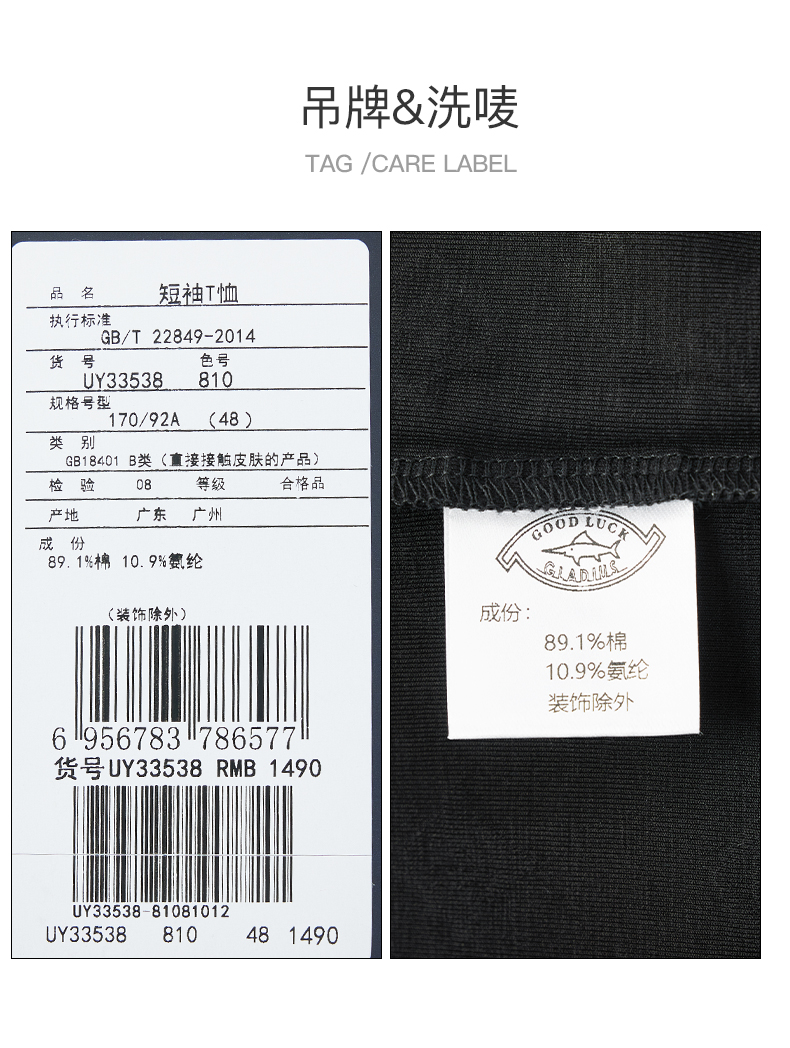 吊牌&洗唛
TAG /CARE LABEL
品 名 短袖T恤
执行标准
GB/T 22849-2014
货 号 色号
UY33538 810
规格号型
170/92A (48)
类 别
GB18401 B类(直接接触皮肤的产品)
检 验 08 等级 合格品
产地 广东 广州
成 份
89.1%棉 10.9%氨纶
(装饰除外)
6 956783 786577
货号UY33538 RMB 1490
UY33538-81081012
UY33538 810 48 1490
GOOD LUCK
GLADIUS
成份:
89.1%棉
10.9%氨纶
装饰除外